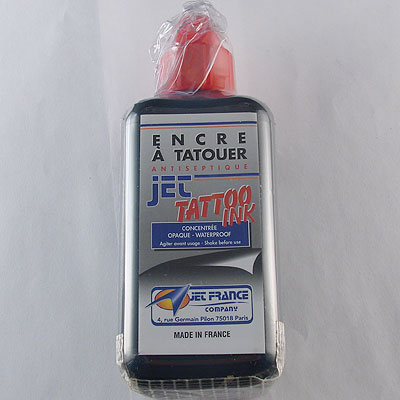 ENCRE
À TATOUER
ANTISEPTIQUE
JET
TATTOO
INK
CONCENTRÉE
OPAQUE - WATERPROOF
Agiter avant usage - Shake before use
JET FRANCE
COMPANY
4, rue Germain Pilon 75018 Paris
MADE IN FRANCE